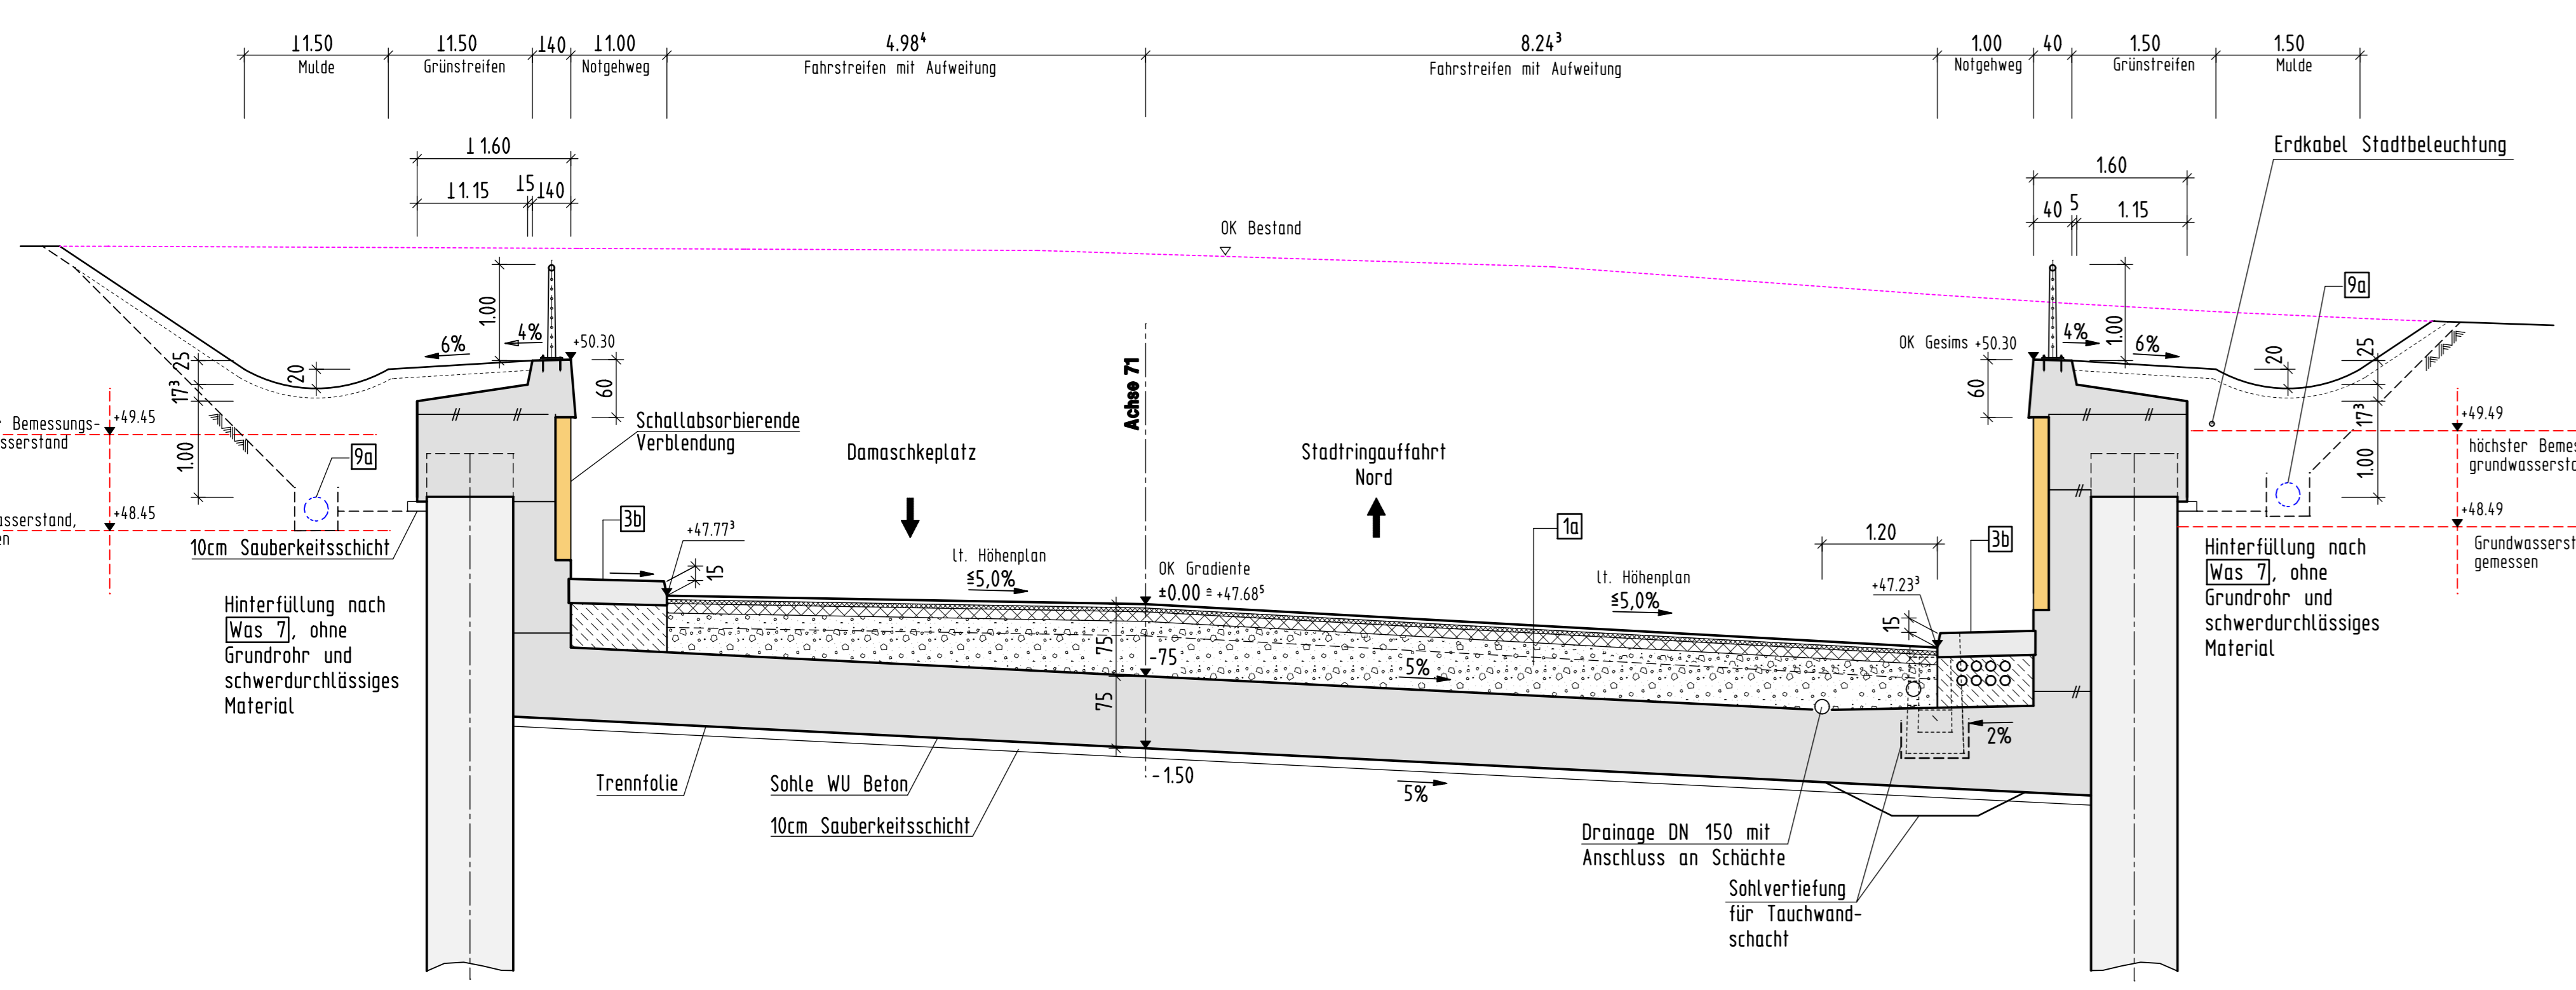 ⊥1.50 ⊥1.50 ⊥40 ⊥1.00 4.98⁴ 8.24³ 1.00 40 1.50 1.50
Mulde Grünstreifen Notgehweg Fahrstreifen mit Aufweitung Fahrstreifen mit Aufweitung Notgehweg Grünstreifen Mulde
⊥1.60
⊥1.15 ⊥5 ⊥40
1.60
40 5 1.15
Erdkabel Stadtbeleuchtung
OK Bestand
1.00
4%
6%
+50.30
25
17³
20
1.00
60
Bemessungs-
+49.45
9a
+48.45
10cm Sauberkeitsschicht
Hinterfüllung nach
Was 7, ohne
Grundrohr und
schwerdurchlässiges
Material
Schallabsorbierende
Verblendung
3b
+47.77³
15
Damaschkeplatz
lt. Höhenplan
≤5,0%
Achse 71
OK Gradiente
±0.00 ≙ +47.68⁵
75
-75
75
-1.50
Stadtringauffahrt
Nord
1a
lt. Höhenplan
≤5,0%
5%
5%
1.20
+47.23³
15
3b
2%
Trennfolie
Sohle WU Beton
10cm Sauberkeitsschicht
Drainage DN 150 mit
Anschluss an Schächte
Sohlvertiefung
für Tauchwand-
schacht
OK Gesims +50.30
60
4%
1.00
6%
20
25
17³
1.00
9a
+49.49
höchster
+48.49
gemessen
Hinterfüllung nach
Was 7, ohne
Grundrohr und
schwerdurchlässiges
Material